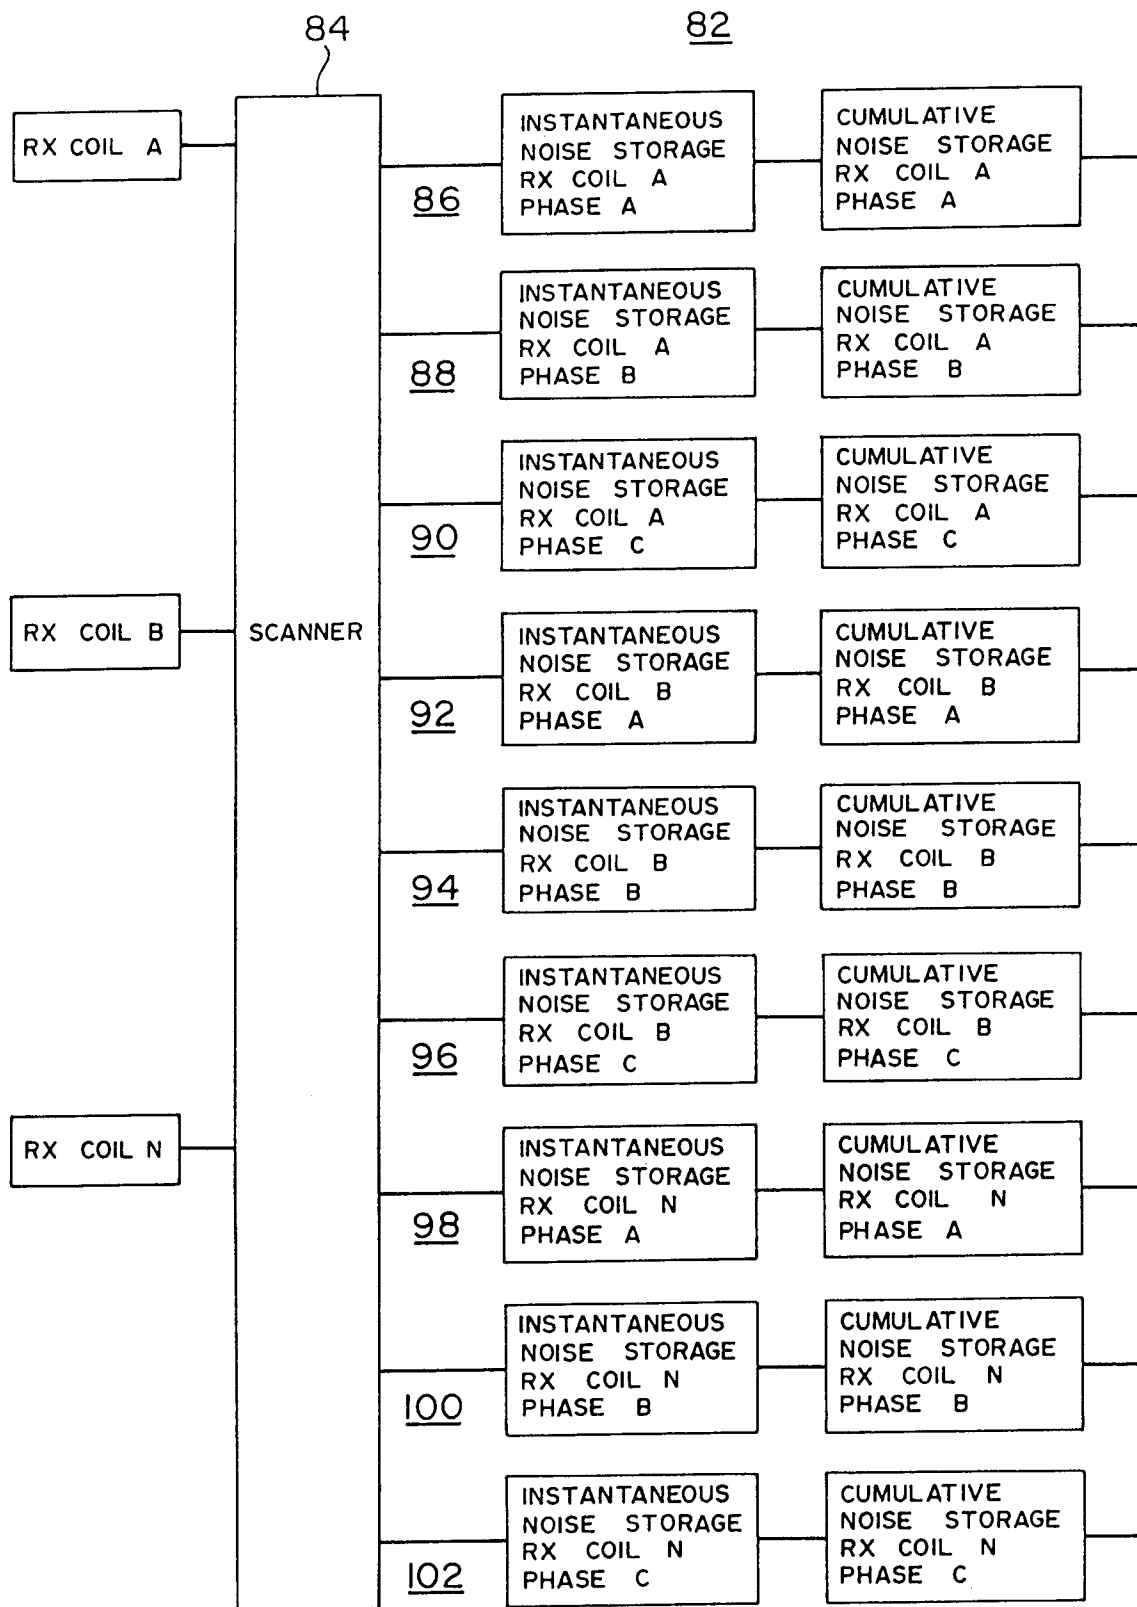 84
82
RX COIL A
INSTANTANEOUS
NOISE STORAGE
RX COIL A
PHASE A
CUMULATIVE
NOISE STORAGE
RX COIL A
PHASE A
86
INSTANTANEOUS
NOISE STORAGE
RX COIL A
PHASE B
CUMULATIVE
NOISE STORAGE
RX COIL A
PHASE B
88
INSTANTANEOUS
NOISE STORAGE
RX COIL A
PHASE C
CUMULATIVE
NOISE STORAGE
RX COIL A
PHASE C
90
RX COIL B
SCANNER
INSTANTANEOUS
NOISE STORAGE
RX COIL B
PHASE A
CUMULATIVE
NOISE STORAGE
RX COIL B
PHASE A
92
INSTANTANEOUS
NOISE STORAGE
RX COIL B
PHASE B
CUMULATIVE
NOISE STORAGE
RX COIL B
PHASE B
94
INSTANTANEOUS
NOISE STORAGE
RX COIL B
PHASE C
CUMULATIVE
NOISE STORAGE
RX COIL B
PHASE C
96
RX COIL N
INSTANTANEOUS
NOISE STORAGE
RX COIL N
PHASE A
CUMULATIVE
NOISE STORAGE
RX COIL N
PHASE A
98
INSTANTANEOUS
NOISE STORAGE
RX COIL N
PHASE B
CUMULATIVE
NOISE STORAGE
RX COIL N
PHASE B
100
INSTANTANEOUS
NOISE STORAGE
RX COIL N
PHASE C
CUMULATIVE
NOISE STORAGE
RX COIL N
PHASE C
102